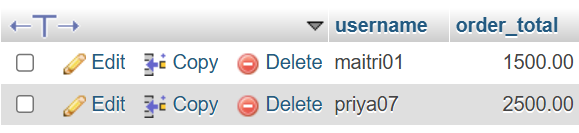 username order_total
Edit Copy Delete maitri01 1500.00
Edit Copy Delete priya07 2500.00